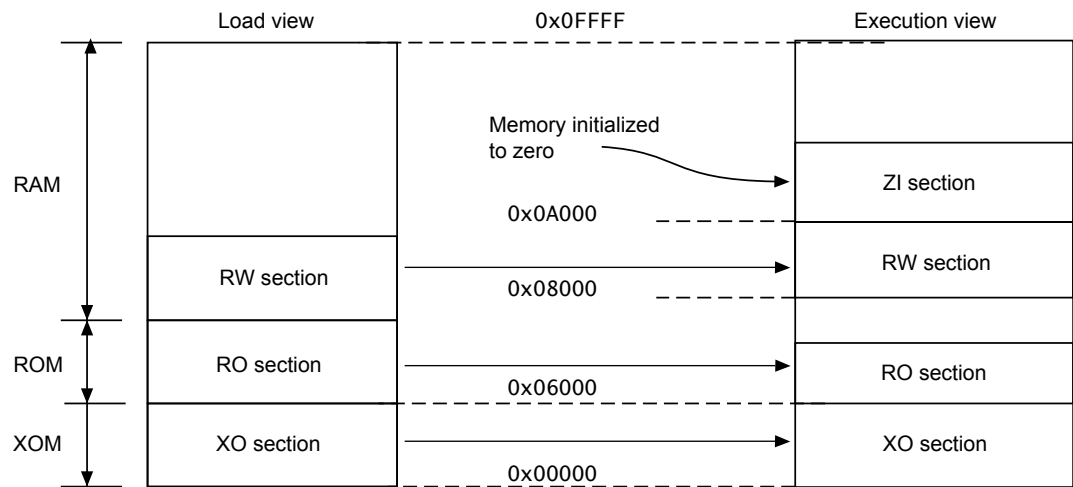 Load view 0x0FFFF Execution view
Memory initialized
to zero
RAM
ZI section
0x0A000
RW section
RW section
0x08000
ROM
RO section
RO section
0x06000
XOM
XO section
XO section
0x00000